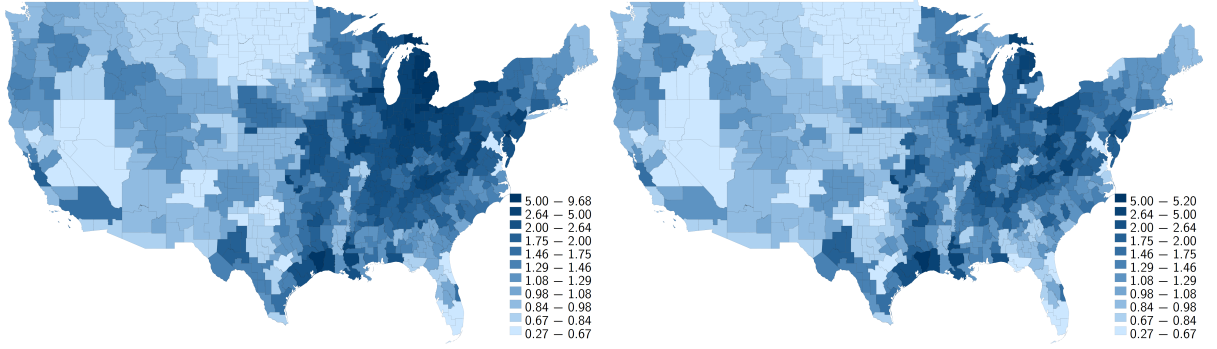 5.00 — 9.68
2.64 — 5.00
2.00 — 2.64
1.75 — 2.00
1.46 — 1.75
1.29 — 1.46
1.08 — 1.29
0.98 — 1.08
0.84 — 0.98
0.67 — 0.84
0.27 — 0.67
5.00 — 5.20
2.64 — 5.00
2.00 — 2.64
1.75 — 2.00
1.46 — 1.75
1.29 — 1.46
1.08 — 1.29
0.98 — 1.08
0.84 — 0.98
0.67 — 0.84
0.27 — 0.67